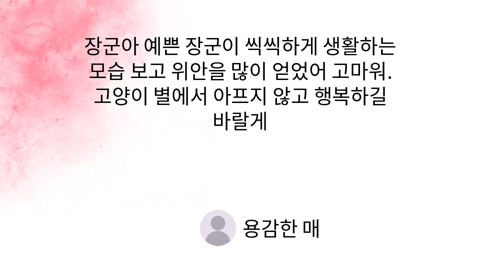 장군아 예쁜 장군이 씩씩하게 생활하는
모습 보고 위안을 많이 얻었어 고마워.
고양이 별에서 아프지 않고 행복하길
바랄게
용감한 매